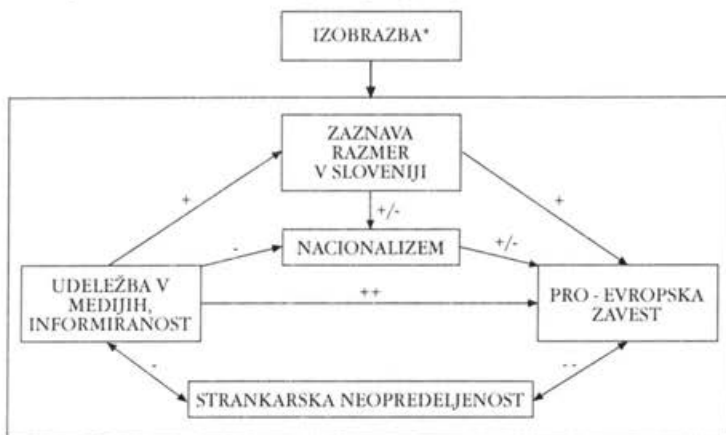 IZOBRAZBA*
ZAZNAVA
RAZMER
V SLOVENIJI
+
+
+/-
NACIONALIZEM
-
+/-
UDELEŽBA V
MEDIJIH,
INFORMIRANOST
++
PRO - EVROPSKA
ZAVEST
-
--
STRANKARSKA NEOPREDELJENOST